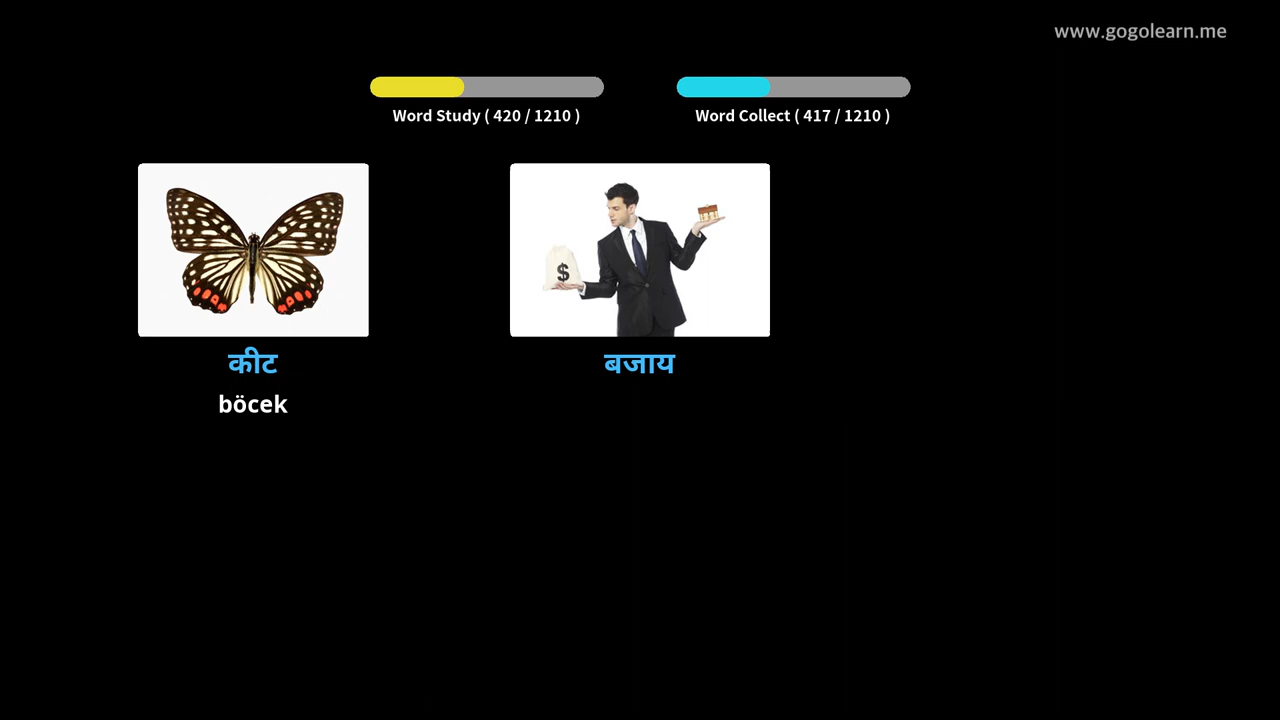 www.gogolearn.me
Word Study ( 420 / 1210 )
Word Collect ( 417 / 1210 )
$
कीट
बजाय
böcek